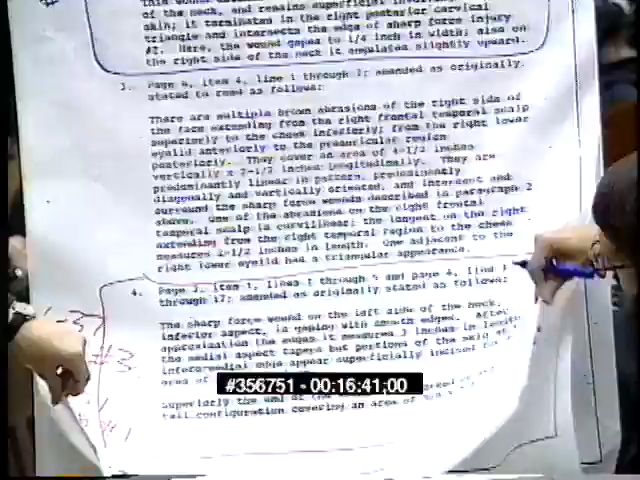 of the neck, and remains superficial
skin; it terminates in the right posterior cervical
triangle and intersects the edge of sharp force injury
#2. Here, the wound gapes to 1/4 inch in width; also on
the right side of the neck it angulates slightly upward.
3. Page 6, item 4, line 1 through 7; amended as originally
stated to read as follows:
There are multiple brown abrasions of the right side of
the face extending from the right frontal temporal scalp
superiorly to the cheek inferiorly; from the right lower
eyelid anteriorly to the preauricular region
posteriorly. They cover an area of 4-1/2 inches
vertically x 2-1/2 inches longitudinally. They are
predominantly linear in pattern, predominently
diagonally and vertically oriented, and intersect and
surround the sharp force wounds described in paragraph 2
above. One of the abrasions on the right frontal
temporal scalp is curvilinear; the longest on the right
extending from the right temporal region to the cheek
measures 2-1/2 inches in length. One adjacent to the
right lower eyelid had a triangular appearance.
4. Page 3, item 1, lines 1 through 5 and page 4, line 1
through 17; amended as originally stated as follows:
The sharp force wound on the left side of the neck,
inferior aspect, is gaping with smooth edges. After
approximation the edges it measures 3 inches in length
the medial aspect tapers but portions of the skin at
inferomedial edge appear superficially incised
area of
#3
Superiorly the end of the
tail configuration covering an area of
#356751 - 00:16:41;00